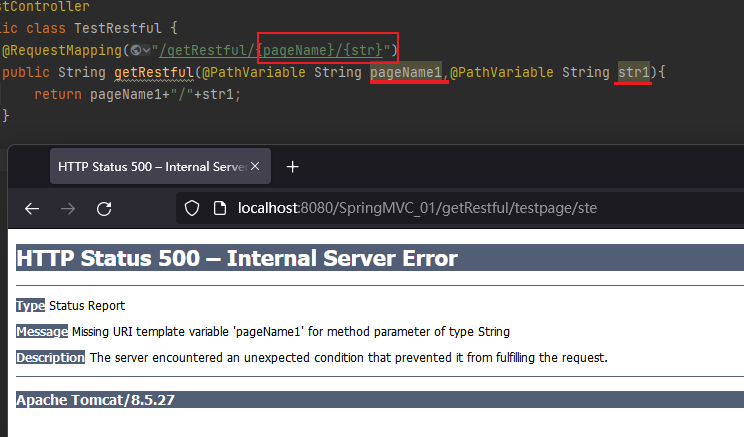 stController
lic class TestRestful {
@RequestMapping("/getRestful/{pageName}/{str}")
public String getRestful(@PathVariable String pageName1,@PathVariable String str1){
return pageName1+"/"+str1;
}
HTTP Status 500 – Internal Server
localhost:8080/SpringMVC_01/getRestful/testpage/ste
HTTP Status 500 – Internal Server Error
Type Status Report
Message Missing URI template variable 'pageName1' for method parameter of type String
Description The server encountered an unexpected condition that prevented it from fulfilling the request.
Apache Tomcat/8.5.27